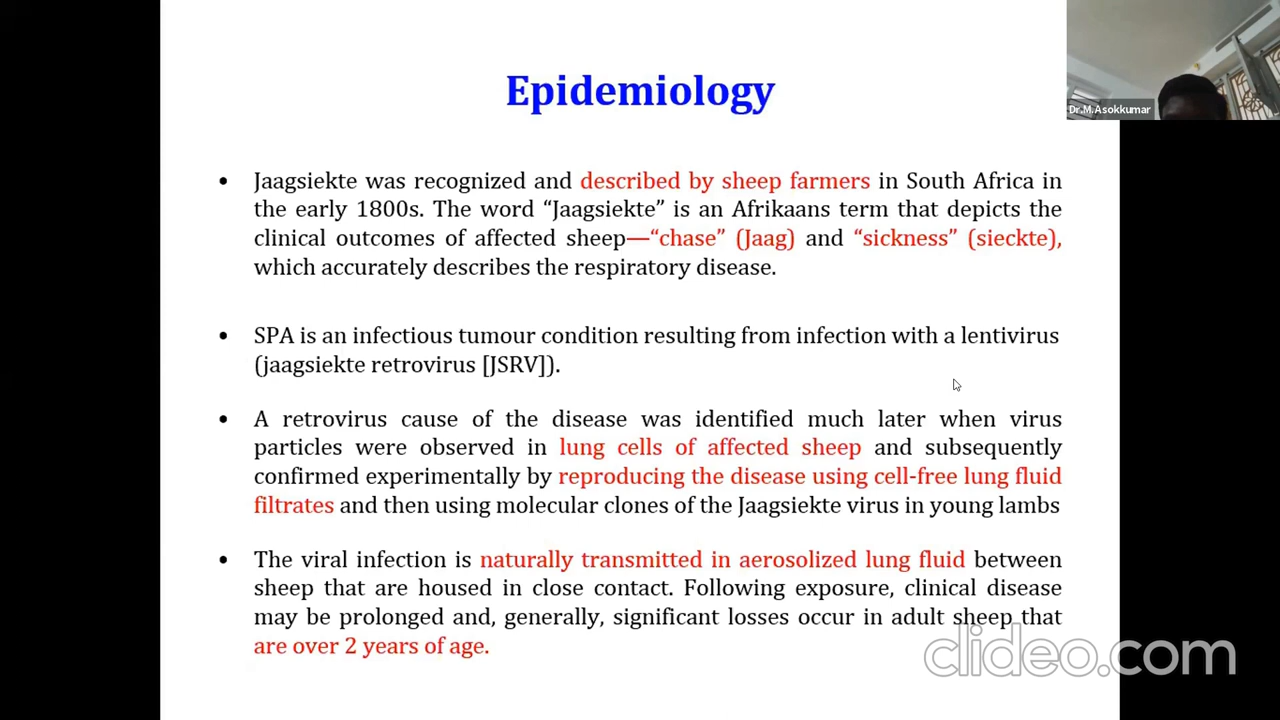 Epidemiology
Dr.M.Asokkumar
• Jaagsiekte was recognized and described by sheep farmers in South Africa in
the early 1800s. The word “Jaagsiekte” is an Afrikaans term that depicts the
clinical outcomes of affected sheep—“chase” (Jaag) and “sickness” (sieckte),
which accurately describes the respiratory disease.
• SPA is an infectious tumour condition resulting from infection with a lentivirus
(jaagsiekte retrovirus [JSRV]).
• A retrovirus cause of the disease was identified much later when virus
particles were observed in lung cells of affected sheep and subsequently
confirmed experimentally by reproducing the disease using cell-free lung fluid
filtrates and then using molecular clones of the Jaagsiekte virus in young lambs
• The viral infection is naturally transmitted in aerosolized lung fluid between
sheep that are housed in close contact. Following exposure, clinical disease
may be prolonged and, generally, significant losses occur in adult sheep that
are over 2 years of age.
clideo.com